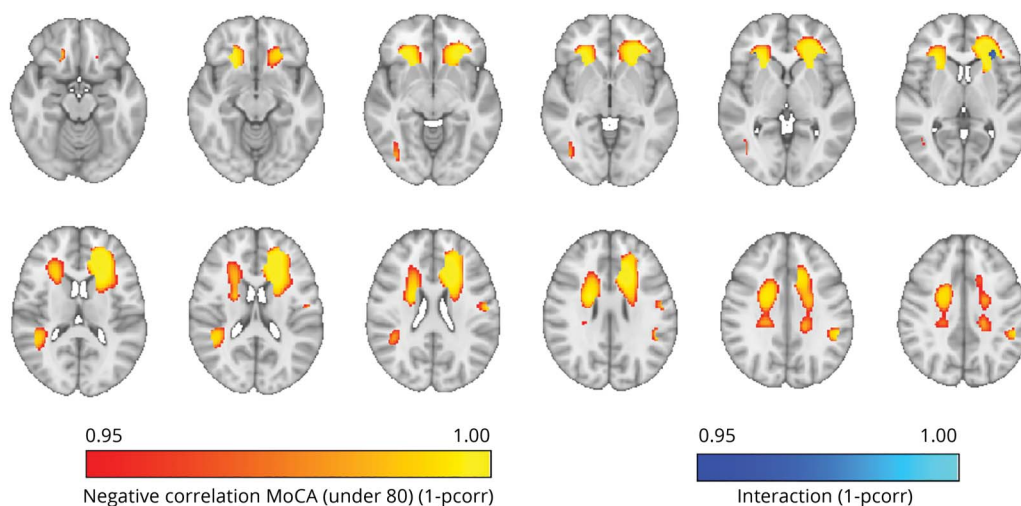 0.95 1.00
Negative correlation MoCA (under 80) (1-pcorr)
0.95 1.00
Interaction (1-pcorr)